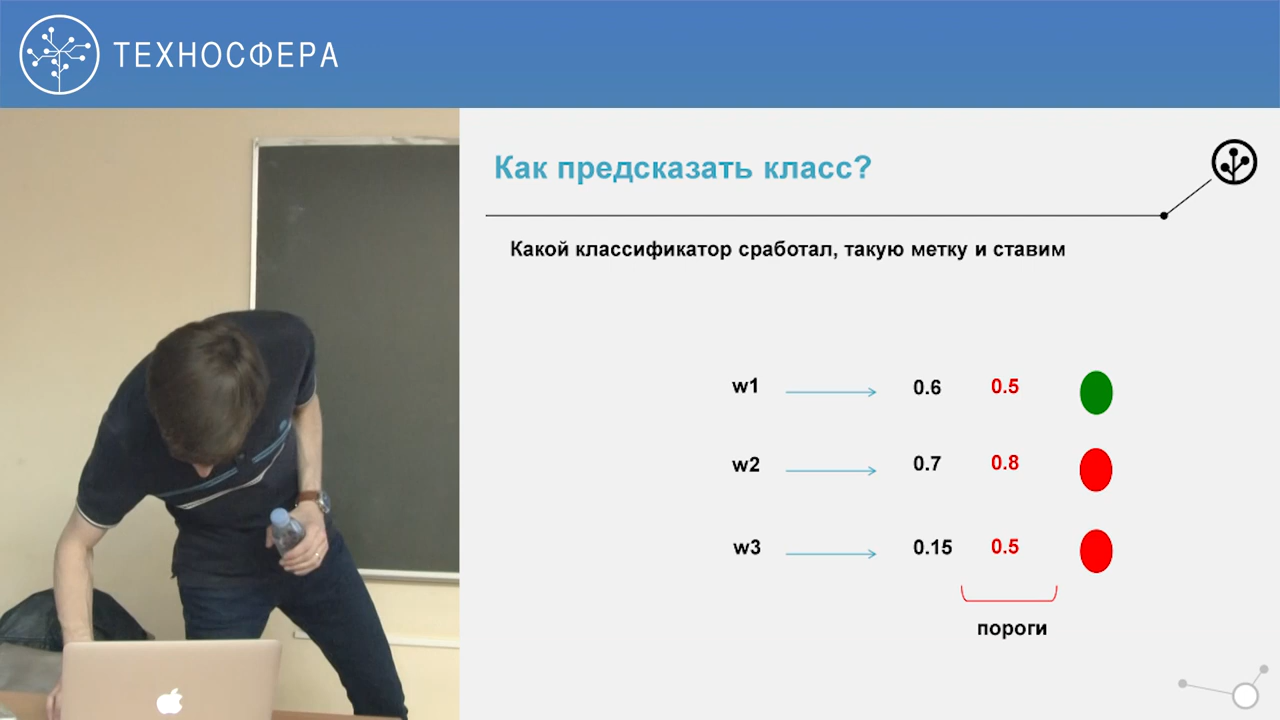 ТЕХНОСФЕРА
Как предсказать класс?
Какой классификатор сработал, такую метку и ставим
w1 0.6 0.5
w2 0.7 0.8
w3 0.15 0.5
пороги